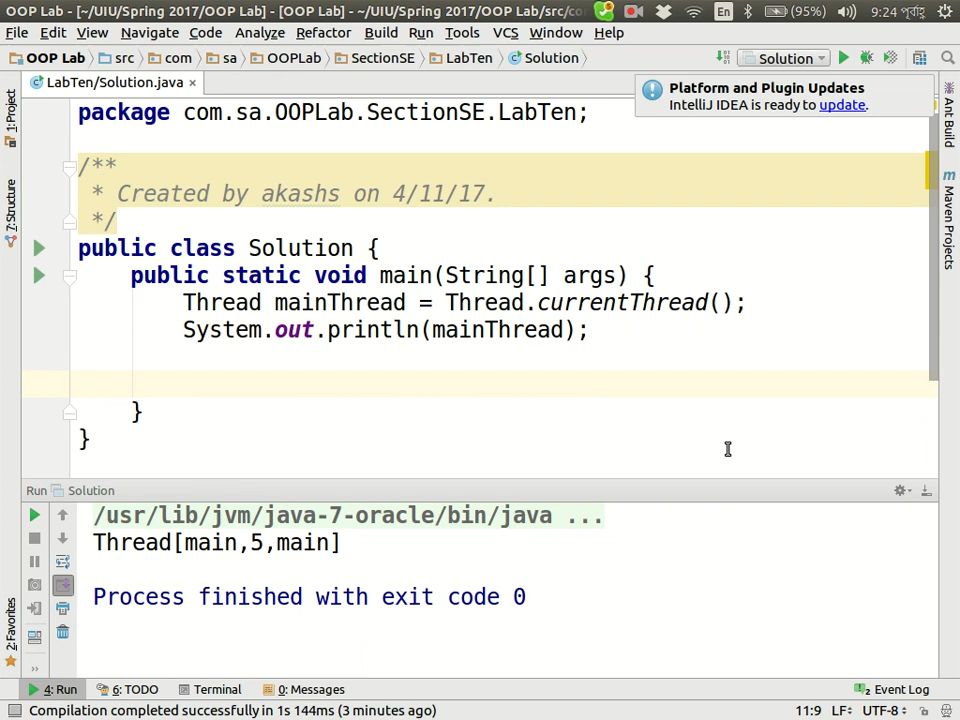 OOP Lab - [~/UIU/Spring 2017/OOP Lab] - [OOP Lab] - ~/UIU/Spring 2017/OOP Lab/src/co
En (95%) 9:24 পূর্বাহ্ণ
File Edit View Navigate Code Analyze Refactor Build Run Tools VCS Window Help
OOP Lab src com sa OOPLab SectionSE LabTen Solution Solution
LabTen/Solution.java ×
Platform and Plugin Updates
IntelliJ IDEA is ready to update.
1: Project
7: Structure
2: Favorites
Ant Build
Maven Projects
package com.sa.OOPLab.SectionSE.LabTen;
/**
* Created by akashs on 4/11/17.
*/
public class Solution {
public static void main(String[] args) {
Thread mainThread = Thread.currentThread();
System.out.println(mainThread);
}
}
Run Solution
/usr/lib/jvm/java-7-oracle/bin/java ...
Thread[main,5,main]
Process finished with exit code 0
4: Run 6: TODO Terminal 0: Messages 2 Event Log
Compilation completed successfully in 1s 144ms (3 minutes ago) 11:9 LF UTF-8